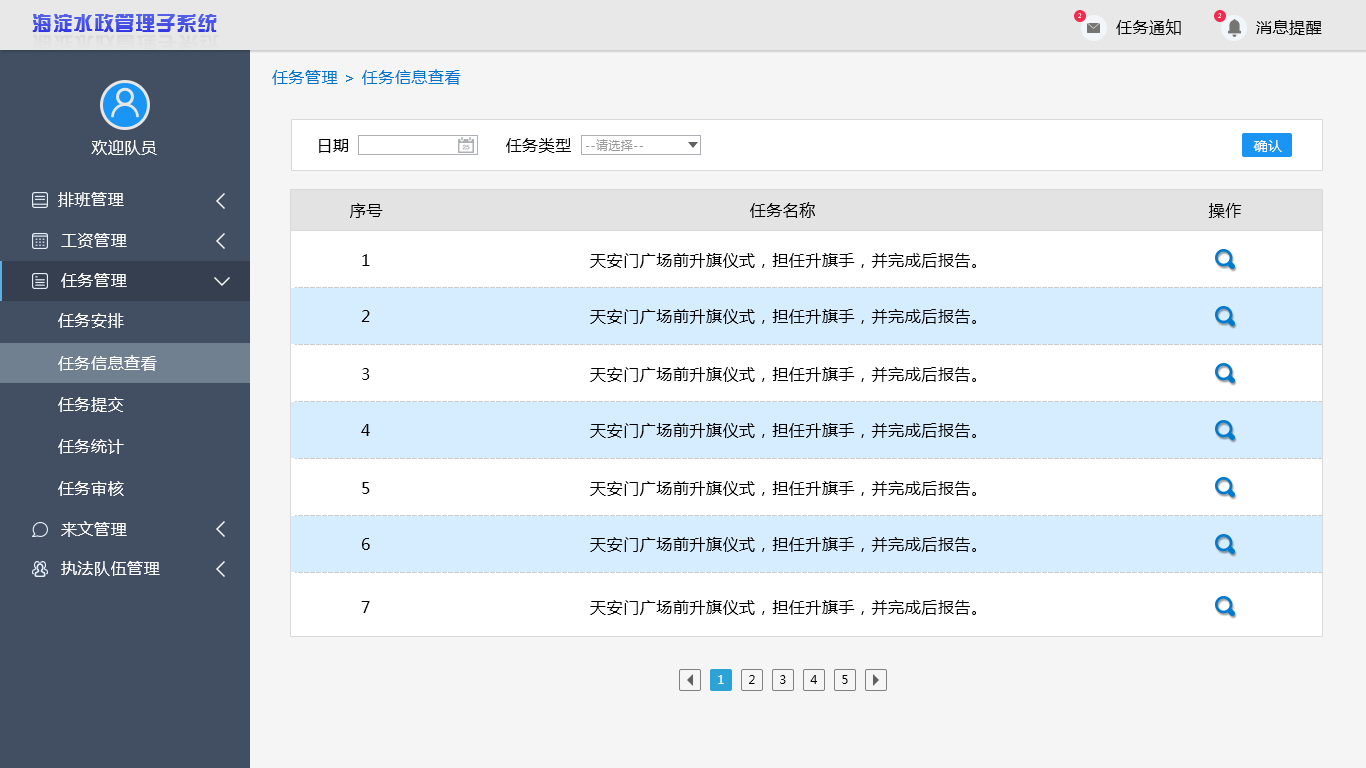 海淀水政管理子系统
2 任务通知 2 消息提醒
欢迎队员
排班管理
工资管理
任务管理
任务安排
任务信息查看
任务提交
任务统计
任务审核
来文管理
执法队伍管理
任务管理 > 任务信息查看
日期 25 任务类型 --请选择-- 确认
序号 任务名称 操作
1 天安门广场前升旗仪式，担任升旗手，并完成后报告。
2 天安门广场前升旗仪式，担任升旗手，并完成后报告。
3 天安门广场前升旗仪式，担任升旗手，并完成后报告。
4 天安门广场前升旗仪式，担任升旗手，并完成后报告。
5 天安门广场前升旗仪式，担任升旗手，并完成后报告。
6 天安门广场前升旗仪式，担任升旗手，并完成后报告。
7 天安门广场前升旗仪式，担任升旗手，并完成后报告。
1 2 3 4 5